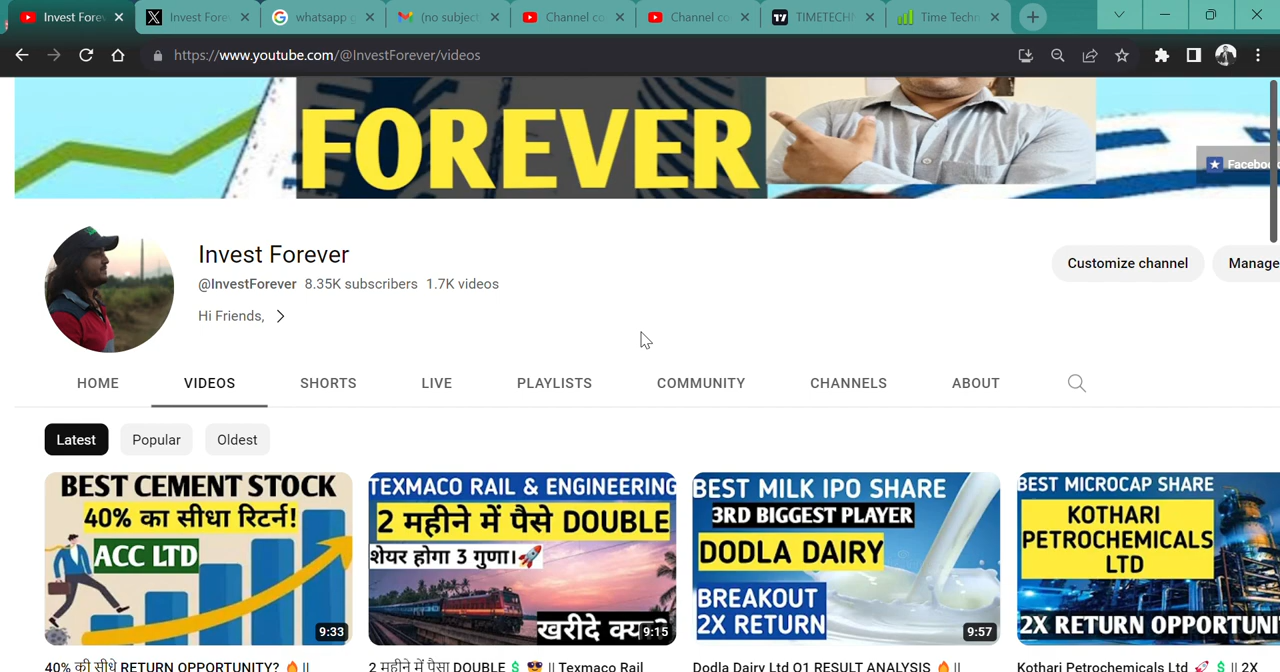 Invest Forev
Invest Forev
whatsapp g
(no subject
Channel co
Channel co
TIMETECHN
Time Techn
https://www.youtube.com/@InvestForever/videos
FOREVER
Facebook
Invest Forever
@InvestForever 8.35K subscribers 1.7K videos
Hi Friends,
Customize channel
Manage
HOME
VIDEOS
SHORTS
LIVE
PLAYLISTS
COMMUNITY
CHANNELS
ABOUT
Latest
Popular
Oldest
BEST CEMENT STOCK
40% का सीधा रिटर्न!
ACC LTD
9:33
TEXMACO RAIL & ENGINEERING
2 महीने में पैसे DOUBLE
शेयर होगा 3 गुणा।🚀
खरीदे क्या?
9:15
BEST MILK IPO SHARE
3RD BIGGEST PLAYER
DODLA DAIRY
BREAKOUT
2X RETURN
9:57
BEST MICROCAP SHARE
KOTHARI
PETROCHEMICALS
LTD
2X RETURN OPPORTUNI
40% की सीधे RETURN OPPORTUNITY? 🔥 ||
2 महीने में पैसा DOUBLE 💲 😎 || Texmaco Rail
Dodla Dairy Ltd Q1 RESULT ANALYSIS 🔥 ||
Kothari Petrochemicals Ltd 🚀 💲 || 2X